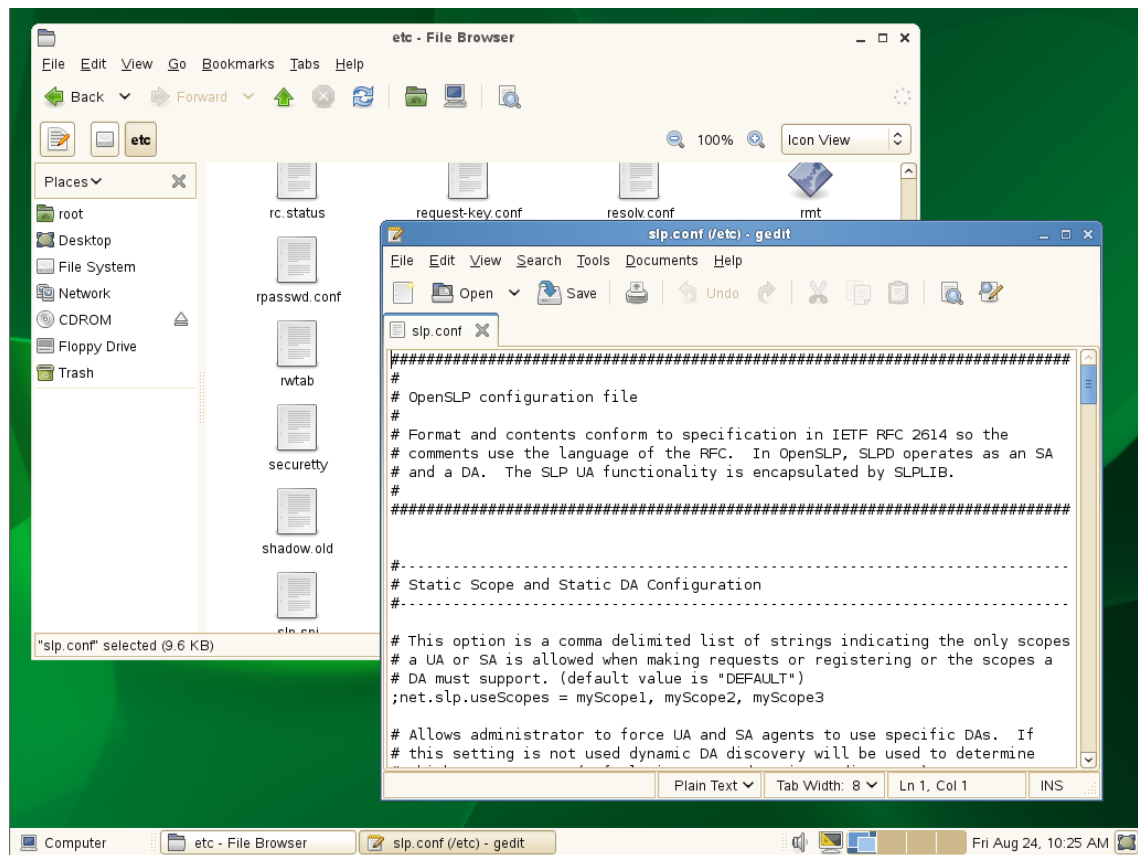 etc - File Browser
File Edit View Go Bookmarks Tabs Help
Back Forward
etc 100% Icon View
Places
root
Desktop
File System
Network
CDROM
Floppy Drive
Trash
rc.status request-key.conf resolv.conf rmt
rpasswd.conf
rwtab
securetty
shadow.old
slp.spi
"slp.conf" selected (9.6 KB)
slp.conf (/etc) - gedit
File Edit View Search Tools Documents Help
Open Save Undo
slp.conf
#############################################################################
#
# OpenSLP configuration file
#
# Format and contents conform to specification in IETF RFC 2614 so the
# comments use the language of the RFC.  In OpenSLP, SLPD operates as an SA
# and a DA.  The SLP UA functionality is encapsulated by SLPLIB.
#
#############################################################################
#----------------------------------------------------------------------------
# Static Scope and Static DA Configuration
#----------------------------------------------------------------------------
# This option is a comma delimited list of strings indicating the only scopes
# a UA or SA is allowed when making requests or registering or the scopes a
# DA must support. (default value is "DEFAULT")
;net.slp.useScopes = myScope1, myScope2, myScope3
# Allows administrator to force UA and SA agents to use specific DAs.  If
# this setting is not used dynamic DA discovery will be used to determine
Plain Text Tab Width: 8 Ln 1, Col 1 INS
Computer etc - File Browser slp.conf (/etc) - gedit Fri Aug 24, 10:25 AM